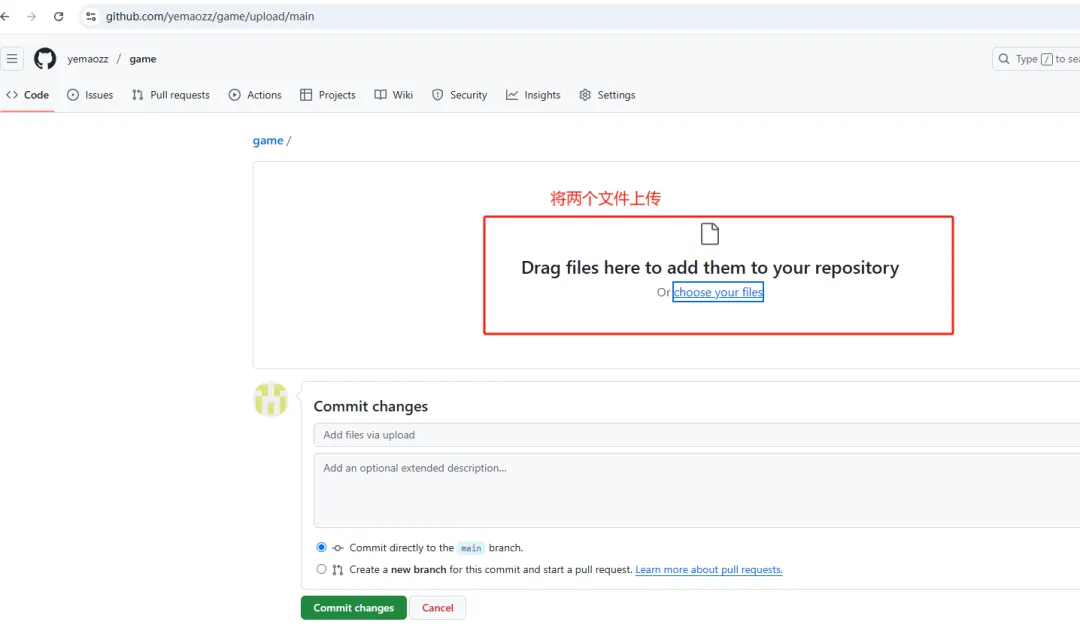 github.com/yemaozz/game/upload/main
yemaozz / game
Type / to sea
Code Issues Pull requests Actions Projects Wiki Security Insights Settings
game /
将两个文件上传
Drag files here to add them to your repository
Or choose your files
Commit changes
Add files via upload
Add an optional extended description...
Commit directly to the main branch.
Create a new branch for this commit and start a pull request. Learn more about pull requests.
Commit changes Cancel